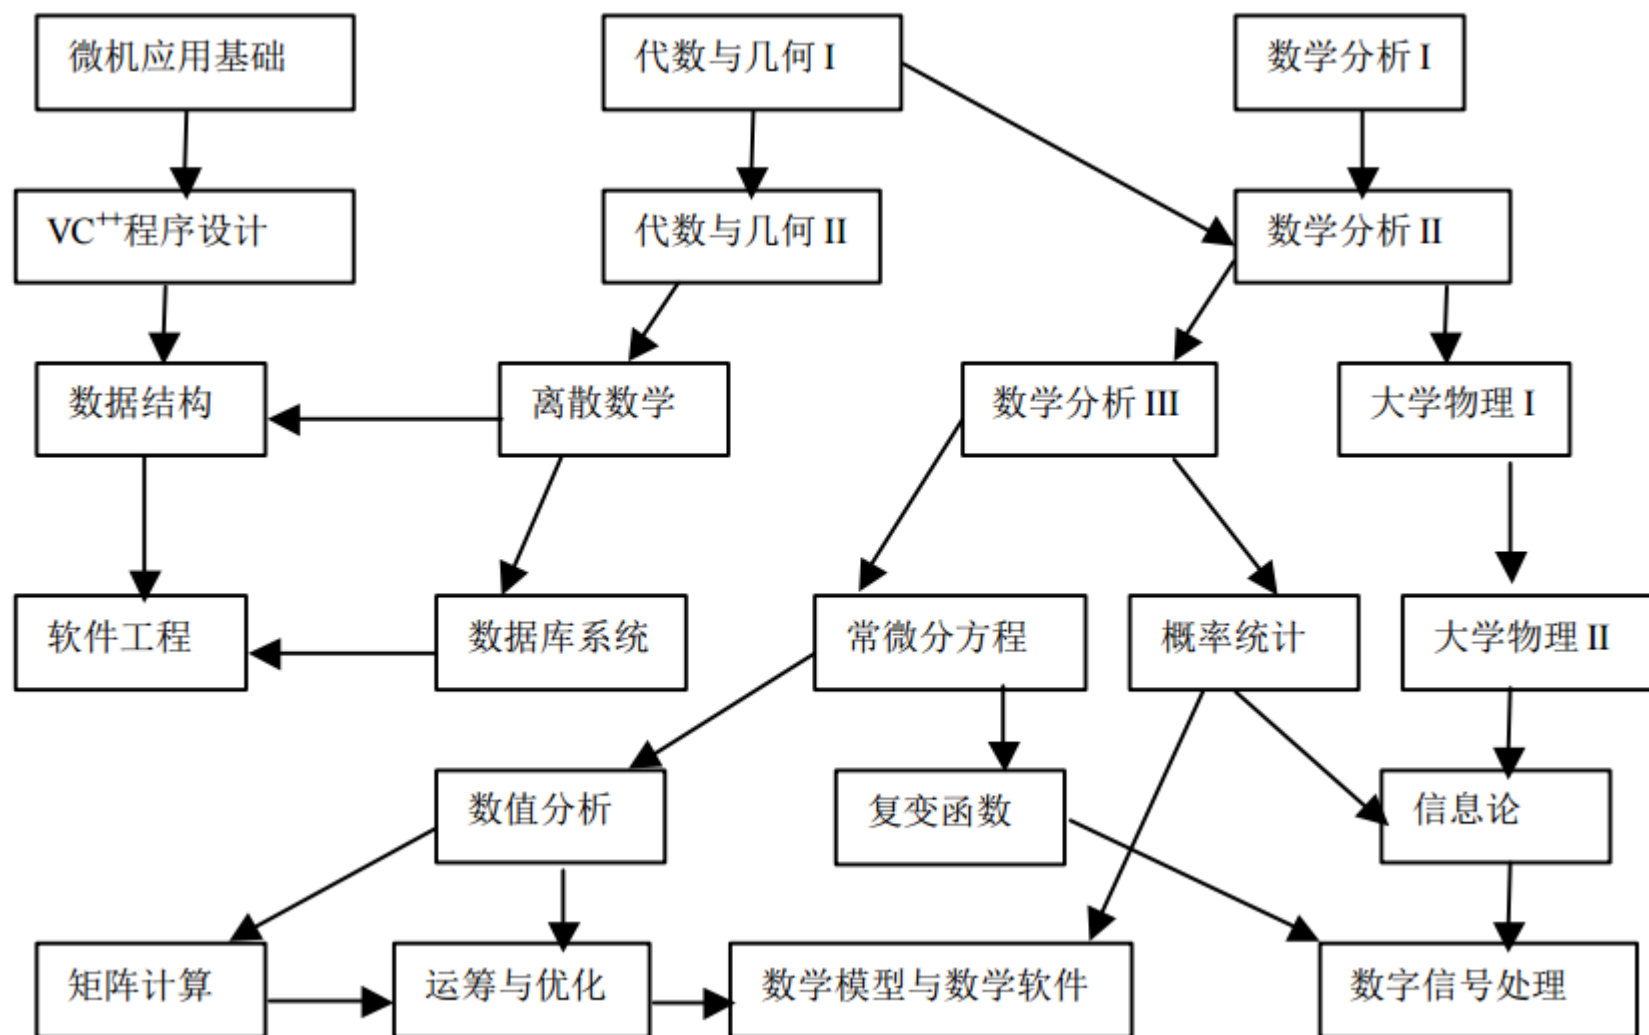 微机应用基础
代数与几何 I
数学分析 I
VC++程序设计
代数与几何 II
数学分析 II
数据结构
离散数学
数学分析 III
大学物理 I
软件工程
数据库系统
常微分方程
概率统计
大学物理 II
数值分析
复变函数
信息论
矩阵计算
运筹与优化
数学模型与数学软件
数字信号处理